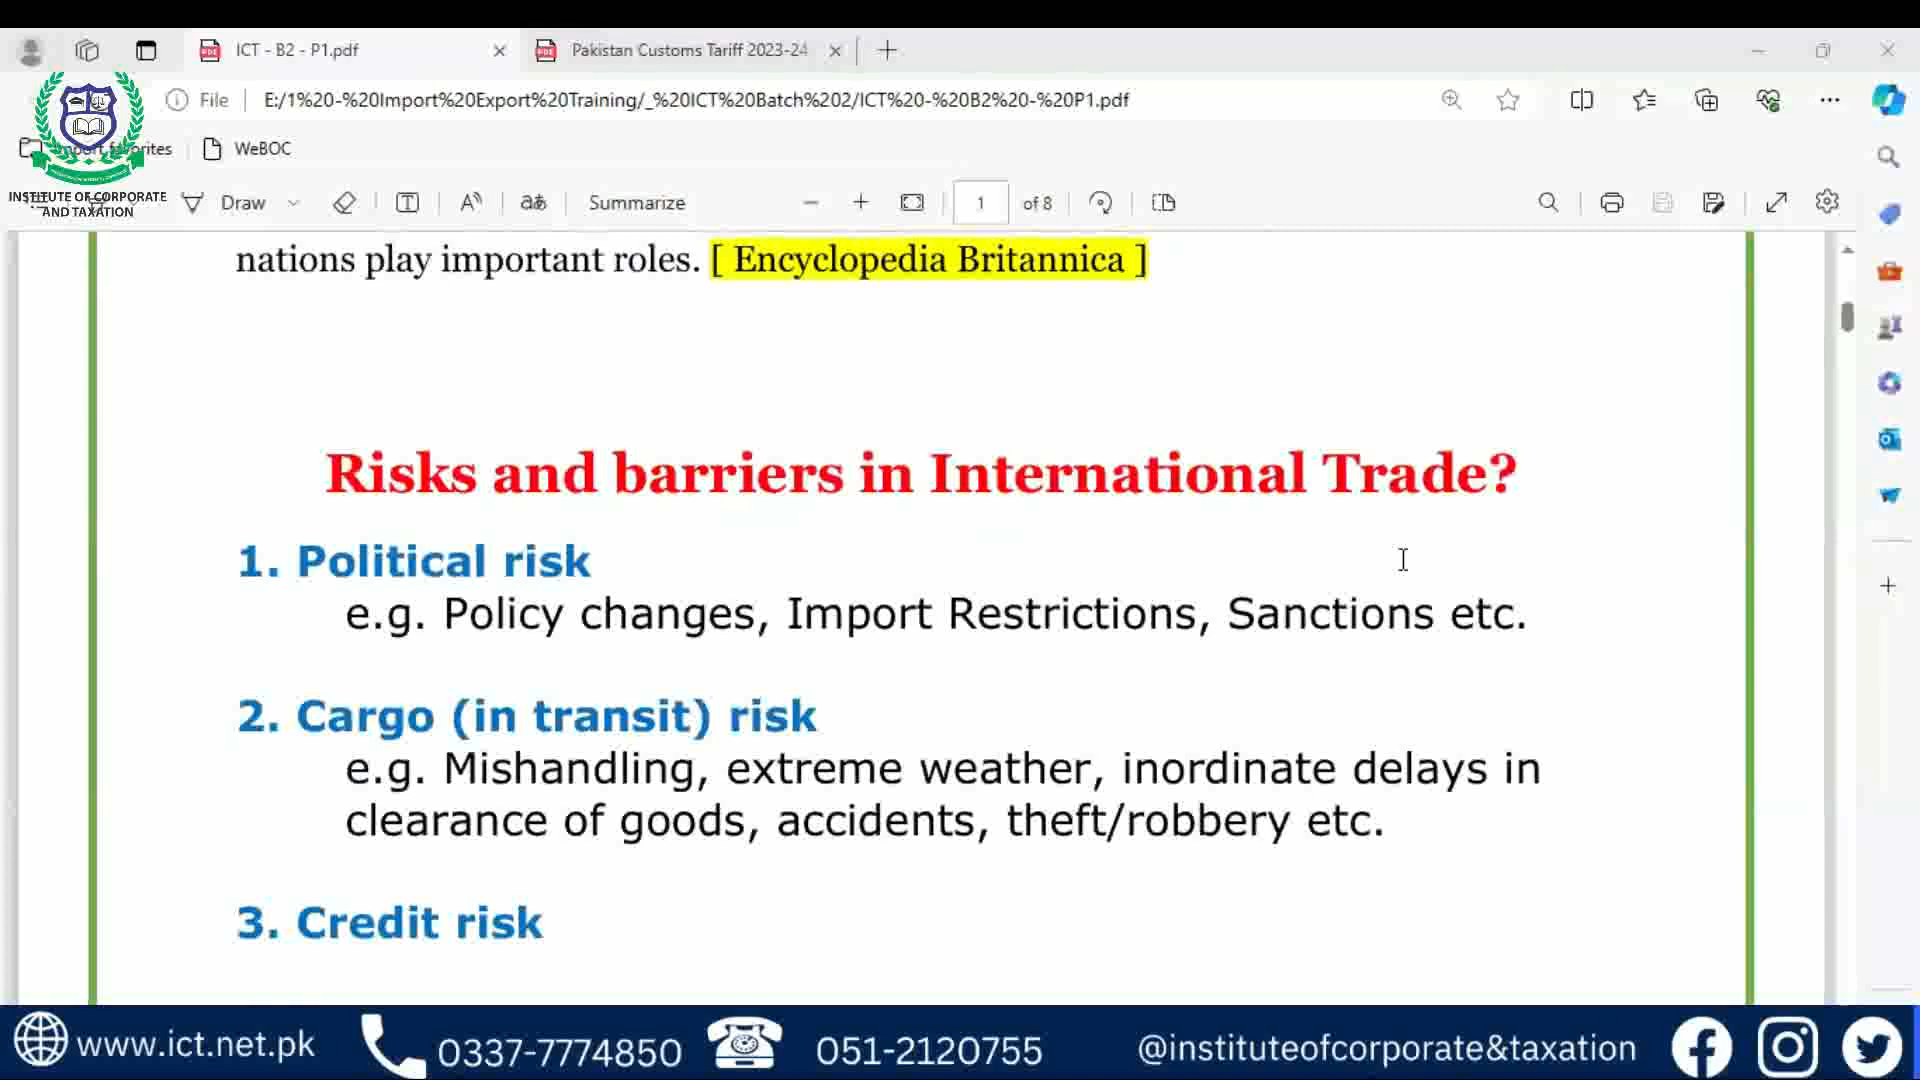 ICT - B2 - P1.pdf
Pakistan Customs Tariff 2023-24
File
E:/1%20-%20Import%20Export%20Training/_%20ICT%20Batch%202/ICT%20-%20B2%20-%20P1.pdf
Import favorites
WeBOC
INSTITUTE OF CORPORATE
AND TAXATION
Draw
Summarize
1
of 8
nations play important roles. [ Encyclopedia Britannica ]
Risks and barriers in International Trade?
1. Political risk
e.g. Policy changes, Import Restrictions, Sanctions etc.
2. Cargo (in transit) risk
e.g. Mishandling, extreme weather, inordinate delays in
clearance of goods, accidents, theft/robbery etc.
3. Credit risk
www.ict.net.pk
0337-7774850
051-2120755
@instituteofcorporate&taxation